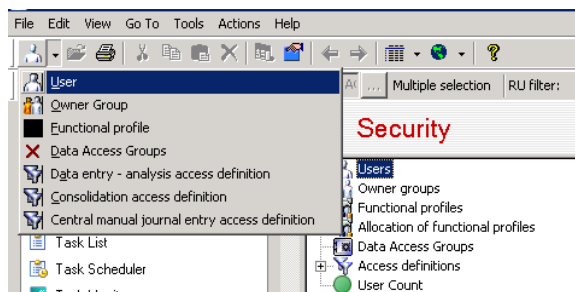 File Edit View Go To Tools Actions Help
... Multiple selection RU filter:
User
Owner Group
Functional profile
Data Access Groups
Data entry - analysis access definition
Consolidation access definition
Central manual journal entry access definition
Task List
Task Scheduler
Security
Users
Owner groups
Functional profiles
Allocation of functional profiles
Data Access Groups
Access definitions
User Count